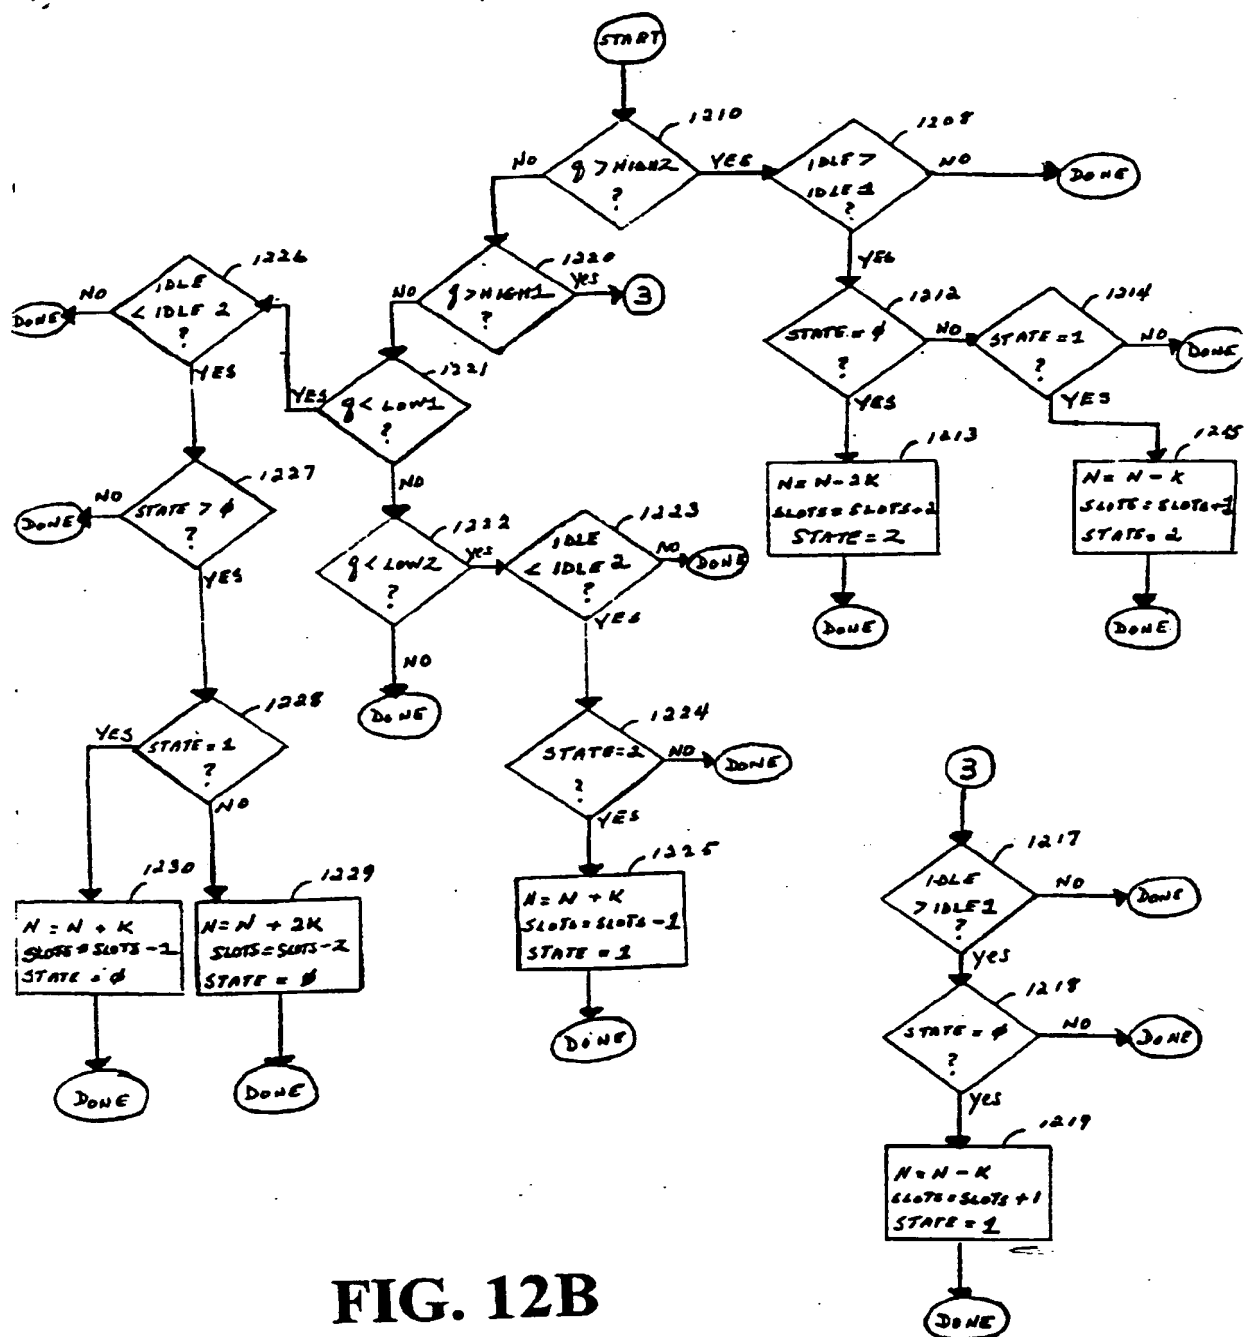 START
1210
q > HIGH2
?
NO
YES
1208
IDLE >
IDLE 1
?
NO
DONE
YES
1220
q > HIGH1
?
NO
Yes
3
1226
IDLE
< IDLE 2
?
NO
DONE
YES
1221
q < LOW1
?
YES
NO
1212
STATE = φ
?
NO
YES
1214
STATE = 1
?
NO
DONE
YES
1213
N = N - 2K
SLOTS = SLOTS + 2
STATE = 2
DONE
1215
N = N - K
SLOTS = SLOTS + 1
STATE = 2
DONE
1227
STATE > φ
?
NO
DONE
YES
1222
q < LOW2
?
yes
NO
DONE
1223
IDLE
< IDLE 2
?
NO
DONE
YES
1228
STATE = 1
?
YES
NO
1224
STATE = 2
?
NO
DONE
YES
1230
N = N + K
SLOTS = SLOTS - 1
STATE = φ
DONE
1229
N = N + 2K
SLOTS = SLOTS - 2
STATE = φ
DONE
1225
N = N + K
SLOTS = SLOTS - 1
STATE = 1
DONE
3
1217
IDLE
> IDLE 1
?
NO
DONE
yes
1218
STATE = φ
?
NO
DONE
yes
1219
N = N - K
SLOTS = SLOTS + 1
STATE = 1
DONE
FIG. 12B